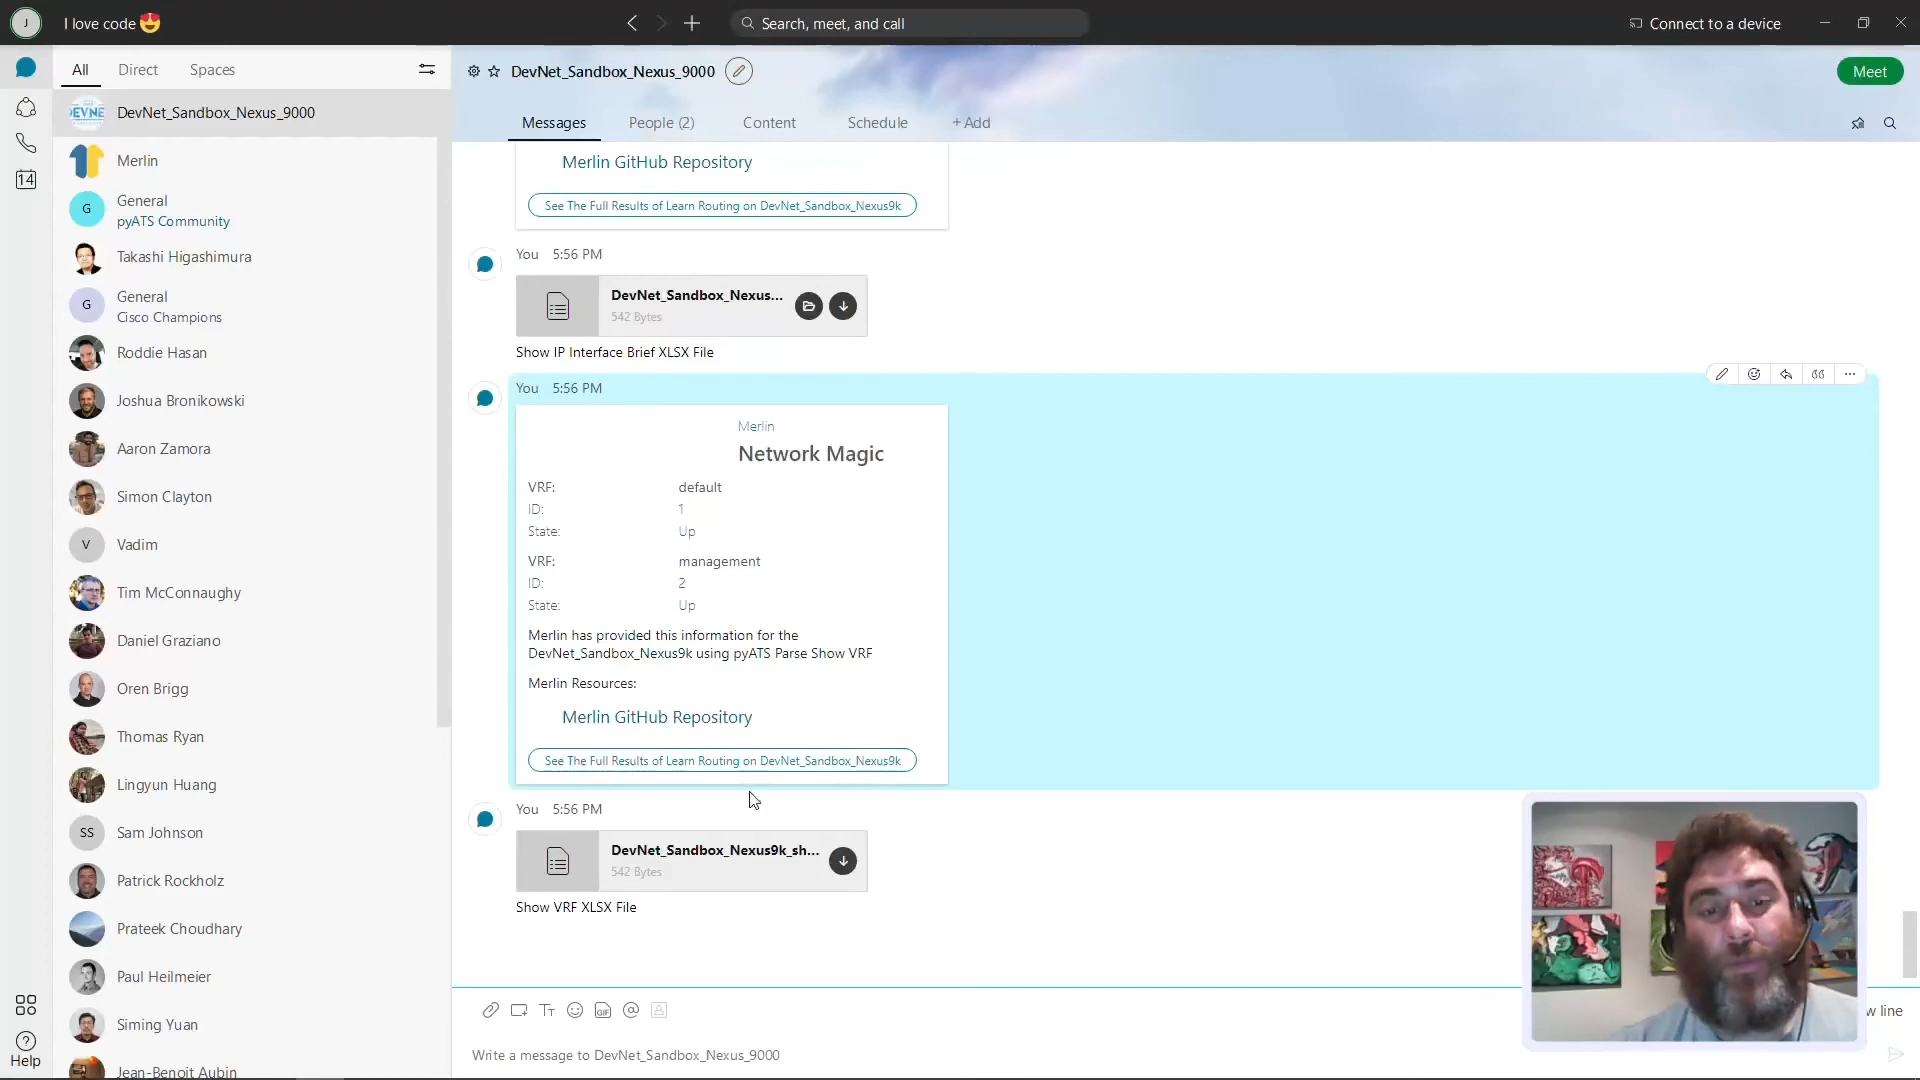 J
I love code 😍
Search, meet, and call
Connect to a device
All
Direct
Spaces
DevNet_Sandbox_Nexus_9000
Meet
Messages
People (2)
Content
Schedule
+ Add
14
EVNE
DevNet_Sandbox_Nexus_9000
Merlin
G
General
pyATS Community
Takashi Higashimura
G
General
Cisco Champions
Roddie Hasan
Joshua Bronikowski
Aaron Zamora
Simon Clayton
V
Vadim
Tim McConnaughy
Daniel Graziano
Oren Brigg
Thomas Ryan
Lingyun Huang
SS
Sam Johnson
Patrick Rockholz
Prateek Choudhary
Paul Heilmeier
Siming Yuan
Jean-Benoit Aubin
Help
Merlin GitHub Repository
See The Full Results of Learn Routing on DevNet_Sandbox_Nexus9k
You 5:56 PM
DevNet_Sandbox_Nexus...
542 Bytes
Show IP Interface Brief XLSX File
You 5:56 PM
Merlin
Network Magic
VRF: default
ID: 1
State: Up
VRF: management
ID: 2
State: Up
Merlin has provided this information for the
DevNet_Sandbox_Nexus9k using pyATS Parse Show VRF
Merlin Resources:
Merlin GitHub Repository
See The Full Results of Learn Routing on DevNet_Sandbox_Nexus9k
You 5:56 PM
DevNet_Sandbox_Nexus9k_sh...
542 Bytes
Show VRF XLSX File
GIF
w line
Write a message to DevNet_Sandbox_Nexus_9000